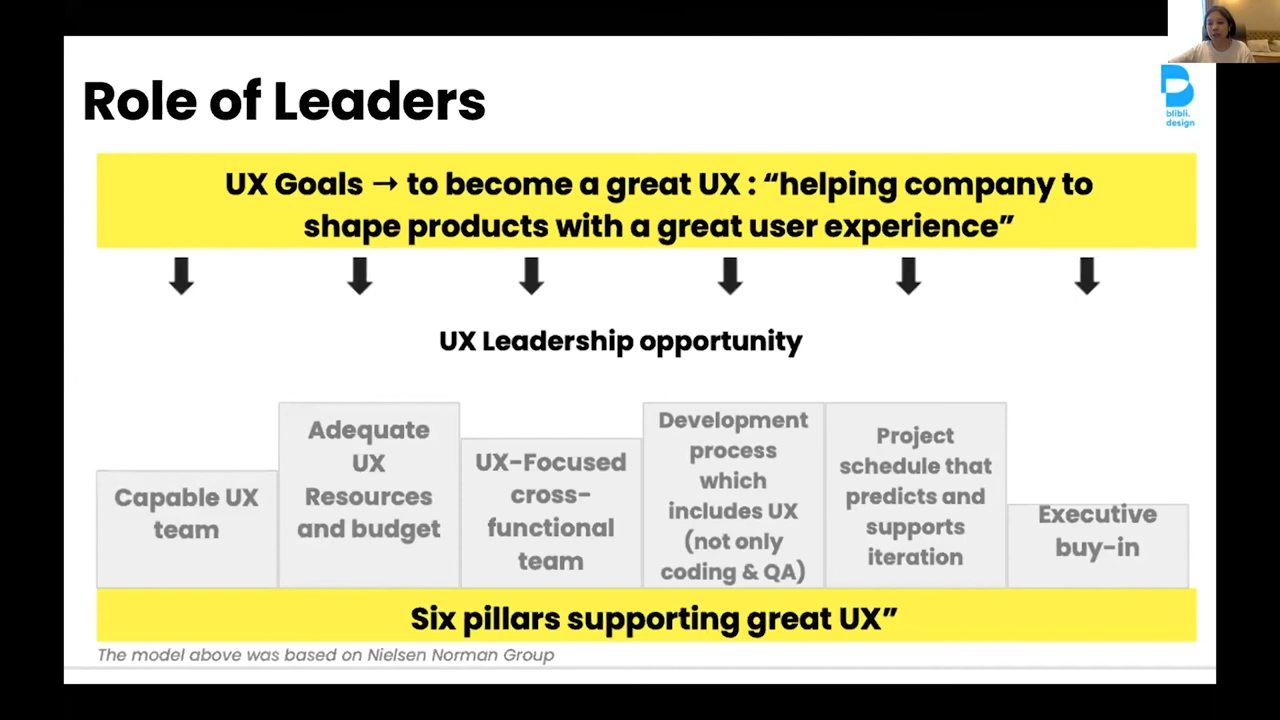 Role of Leaders
blibli.
design
UX Goals → to become a great UX : “helping company to
shape products with a great user experience”
UX Leadership opportunity
Capable UX
team
Adequate
UX
Resources
and budget
UX-Focused
cross-
functional
team
Development
process
which
includes UX
(not only
coding & QA)
Project
schedule that
predicts and
supports
iteration
Executive
buy-in
Six pillars supporting great UX”
The model above was based on Nielsen Norman Group